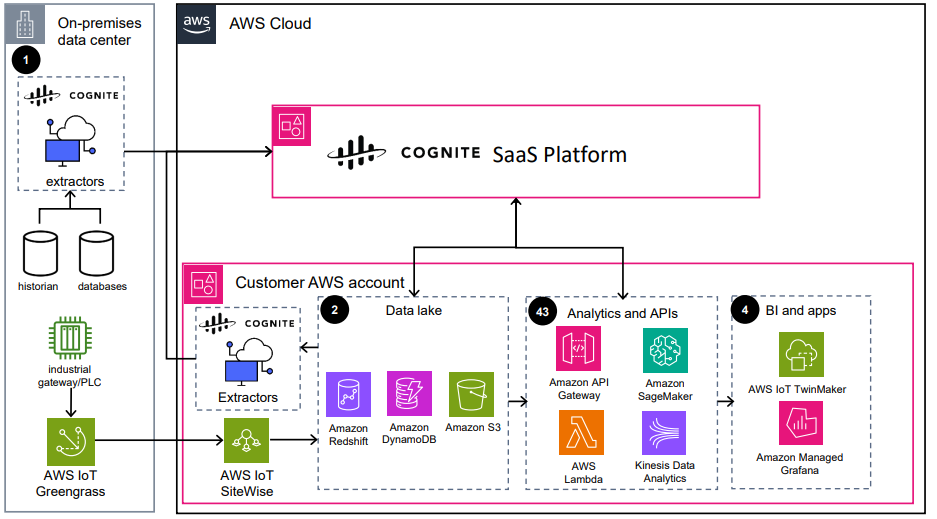 On-premises
data center
1
COGNITE
extractors
historian
databases
industrial
gateway/PLC
AWS IoT
Greengrass
aws
AWS Cloud
COGNITE SaaS Platform
Customer AWS account
COGNITE
Extractors
AWS IoT
SiteWise
2
Data lake
Amazon
Redshift
Amazon
DynamoDB
Amazon S3
43
Analytics and APIs
Amazon API
Gateway
Amazon
SageMaker
AWS
Lambda
Kinesis Data
Analytics
4
BI and apps
AWS IoT TwinMaker
Amazon Managed
Grafana